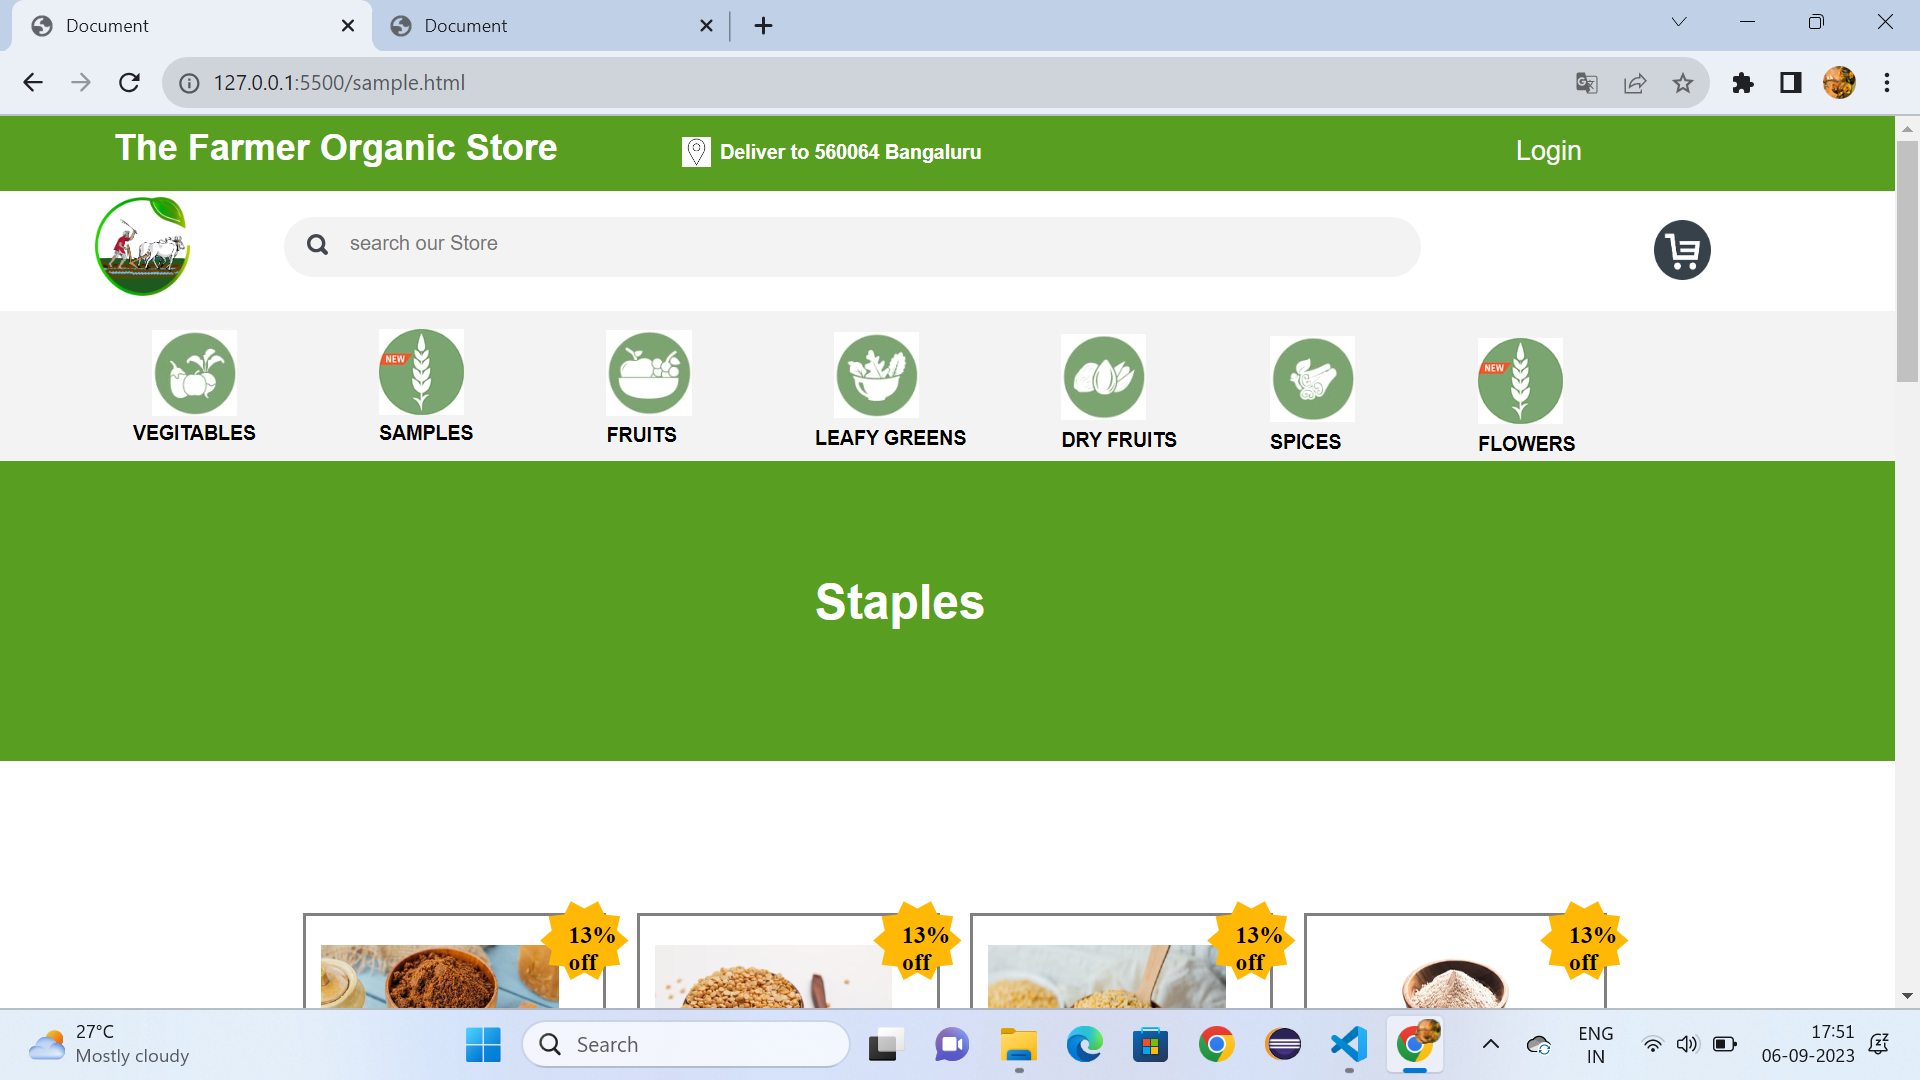 Document
Document
127.0.0.1:5500/sample.html
The Farmer Organic Store
Deliver to 560064 Bangaluru
Login
search our Store
NEW
NEW
VEGITABLES
SAMPLES
FRUITS
LEAFY GREENS
DRY FRUITS
SPICES
FLOWERS
Staples
13%
off
13%
off
13%
off
13%
off
27°C
Mostly cloudy
Search
ENG
IN
17:51
06-09-2023